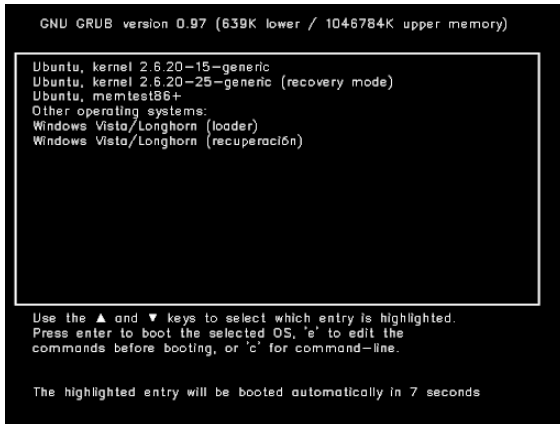 GNU GRUB version 0.97 (639K lower / 1046784K upper memory)
Ubuntu, kernel 2.6.20-15-generic
Ubuntu, kernel 2.6.20-25-generic (recovery mode)
Ubuntu, memtest86+
Other operating systems:
Windows Vista/Longhorn (loader)
Windows Vista/Longhorn (recuperación)
Use the ▲ and ▼ keys to select which entry is highlighted.
Press enter to boot the selected OS, 'e' to edit the
commands before booting, or 'c' for command-line.
The highlighted entry will be booted automatically in 7 seconds